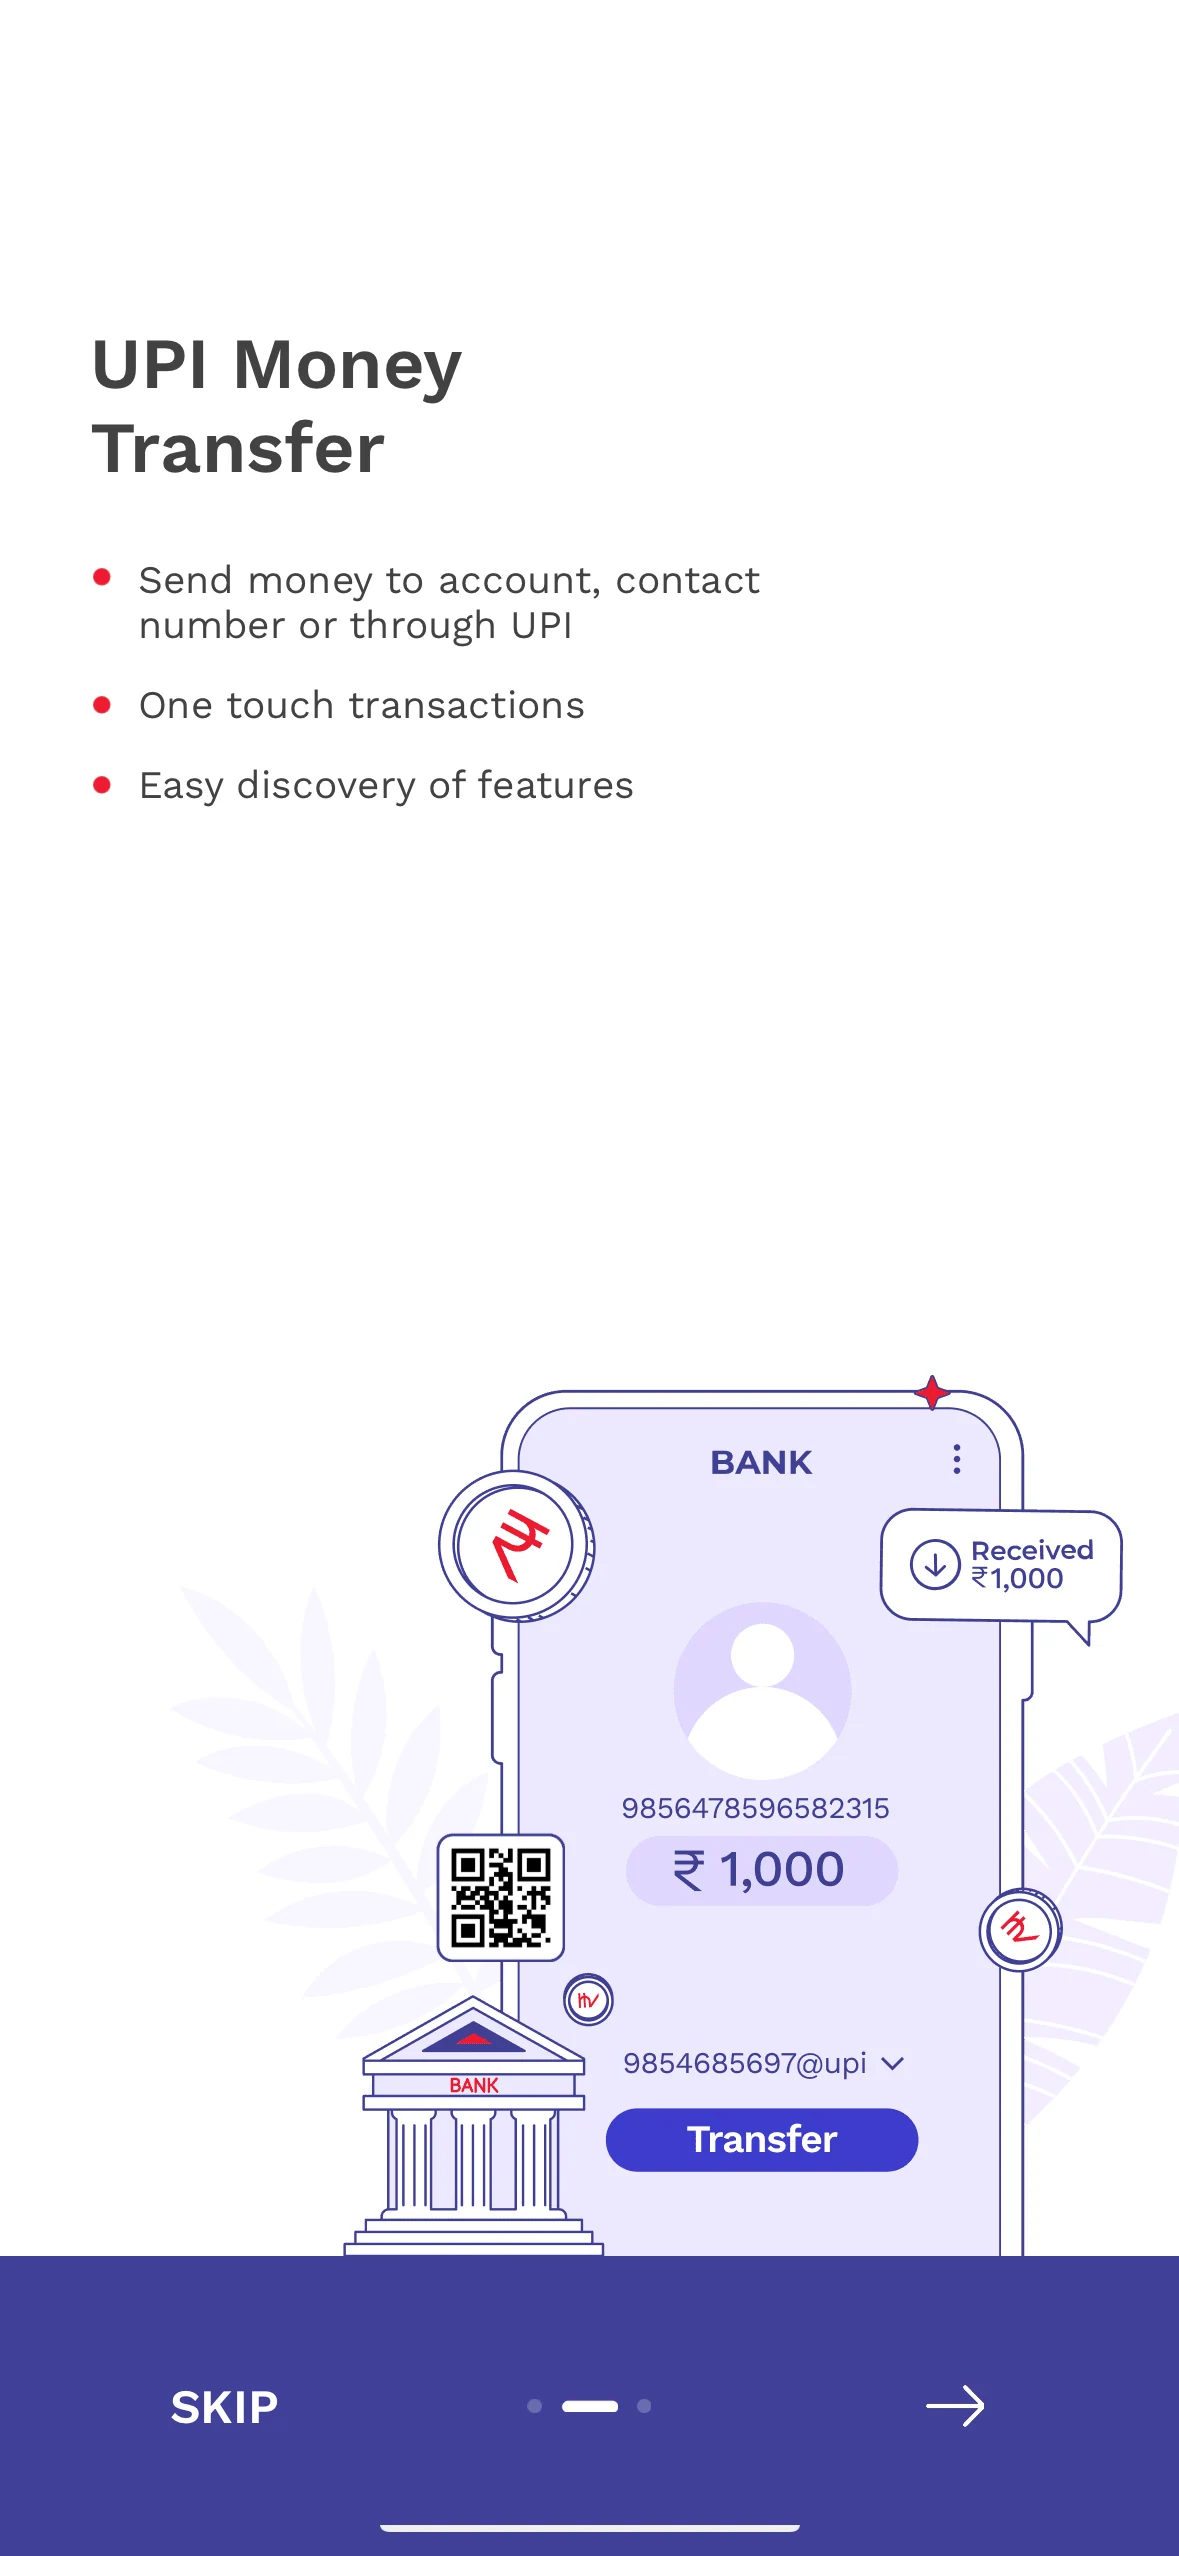 UPI Money
Transfer
Send money to account, contact
number or through UPI
One touch transactions
Easy discovery of features
BANK
Received
₹1,000
9856478596582315
₹ 1,000
9854685697@upi
BANK
Transfer
SKIP